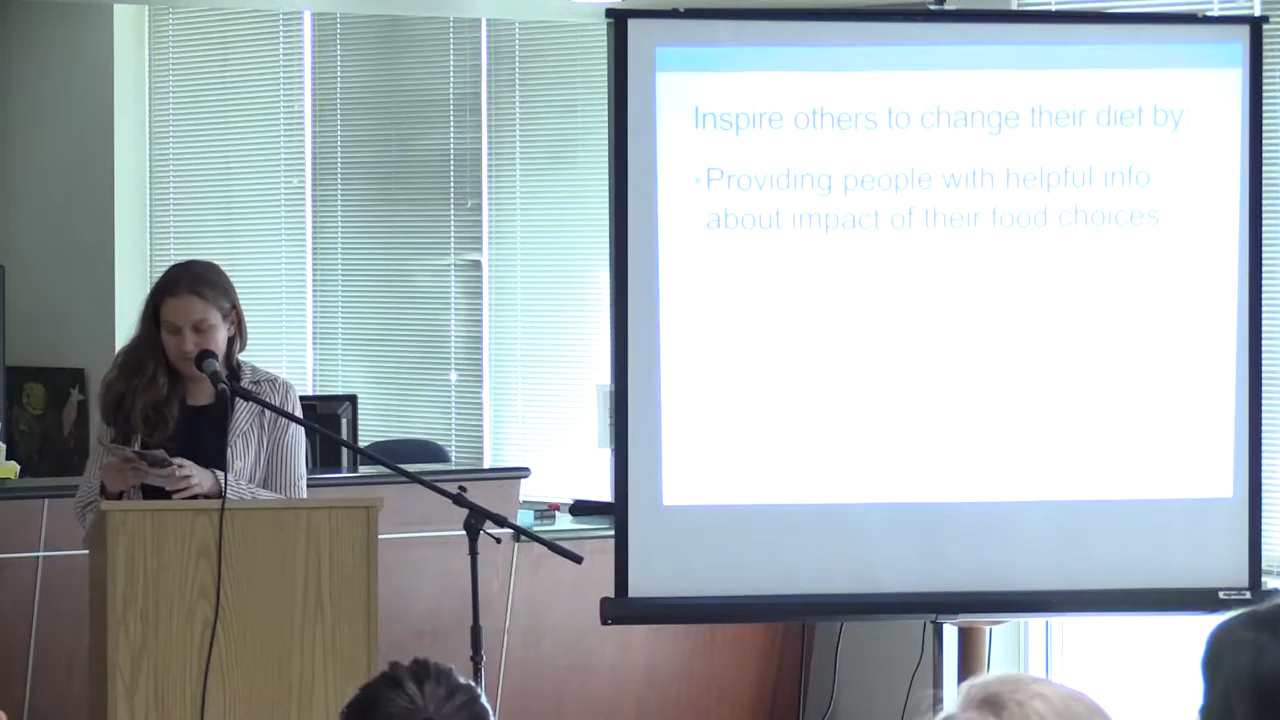 Inspire others to change their diet by:
•Providing people with helpful info
about impact of their food choices